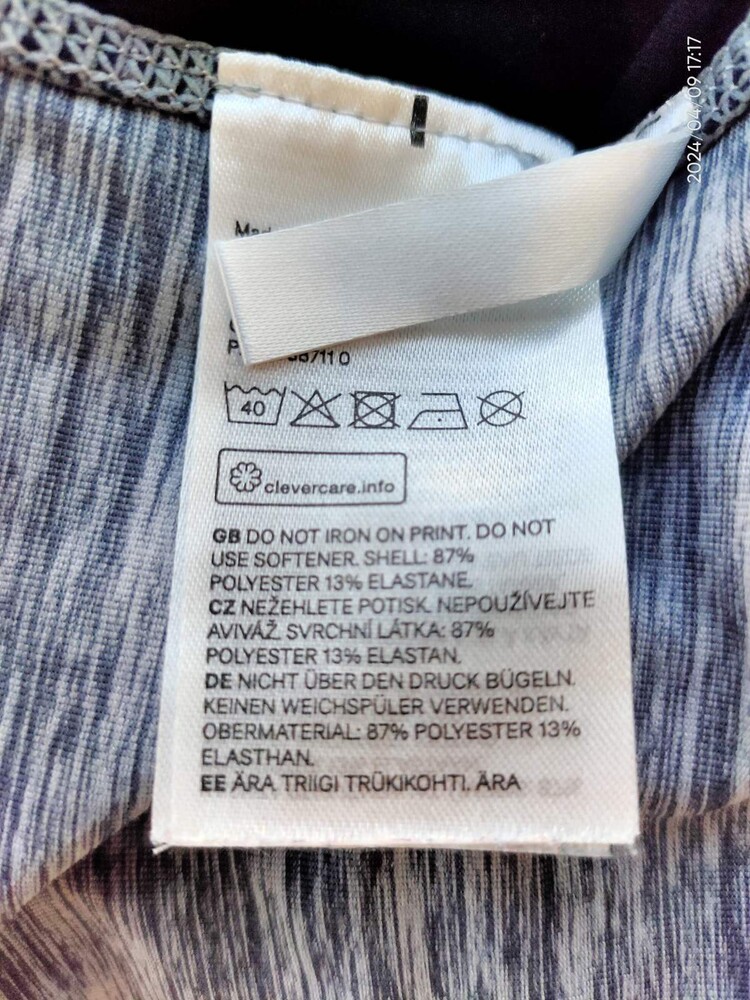 2024/04/09 17:17
40
clevercare.info
GB DO NOT IRON ON PRINT. DO NOT
USE SOFTENER. SHELL: 87%
POLYESTER 13% ELASTANE.
CZ NEŽEHLETE POTISK. NEPOUŽÍVEJTE
AVIVÁŽ. SVRCHNÍ LÁTKA: 87%
POLYESTER 13% ELASTAN.
DE NICHT ÜBER DEN DRUCK BÜGELN.
KEINEN WEICHSPÜLER VERWENDEN.
OBERMATERIAL: 87% POLYESTER 13%
ELASTHAN.
EE ÄRA TRIIGI TRÜKIKOHTI. ÄRA